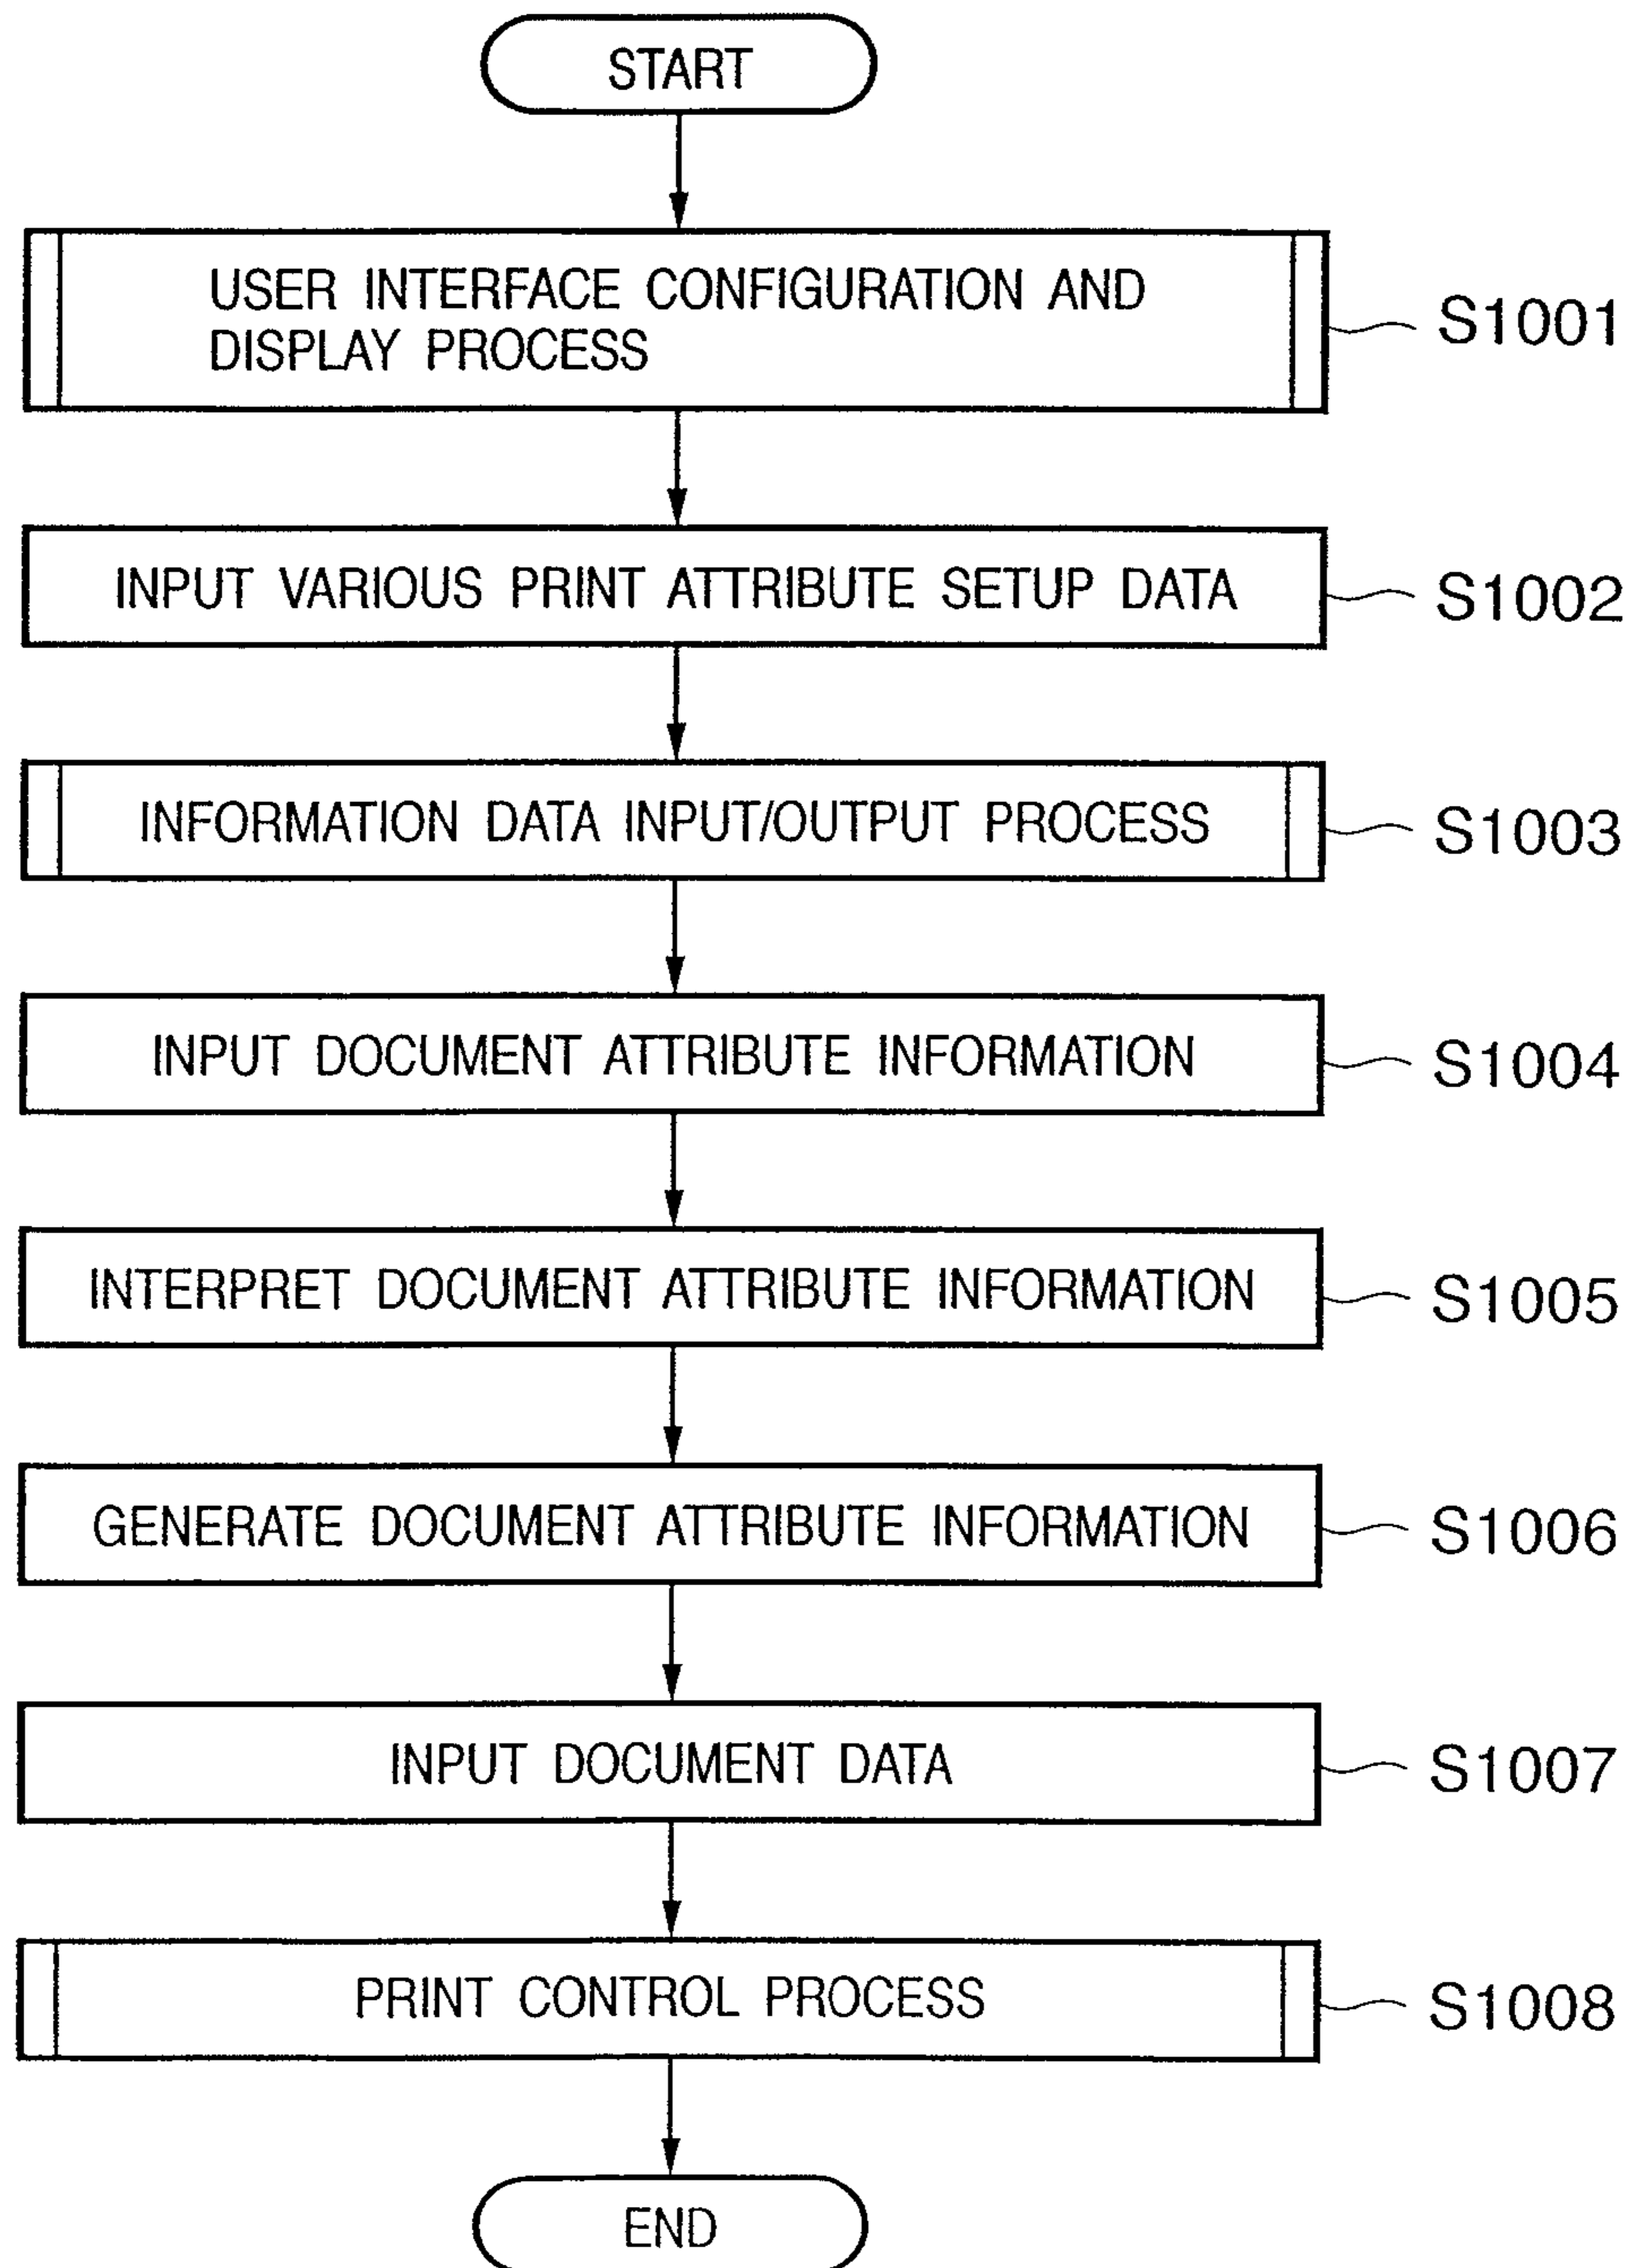 START
USER INTERFACE CONFIGURATION AND
DISPLAY PROCESS
S1001
INPUT VARIOUS PRINT ATTRIBUTE SETUP DATA
S1002
INFORMATION DATA INPUT/OUTPUT PROCESS
S1003
INPUT DOCUMENT ATTRIBUTE INFORMATION
S1004
INTERPRET DOCUMENT ATTRIBUTE INFORMATION
S1005
GENERATE DOCUMENT ATTRIBUTE INFORMATION
S1006
INPUT DOCUMENT DATA
S1007
PRINT CONTROL PROCESS
S1008
END